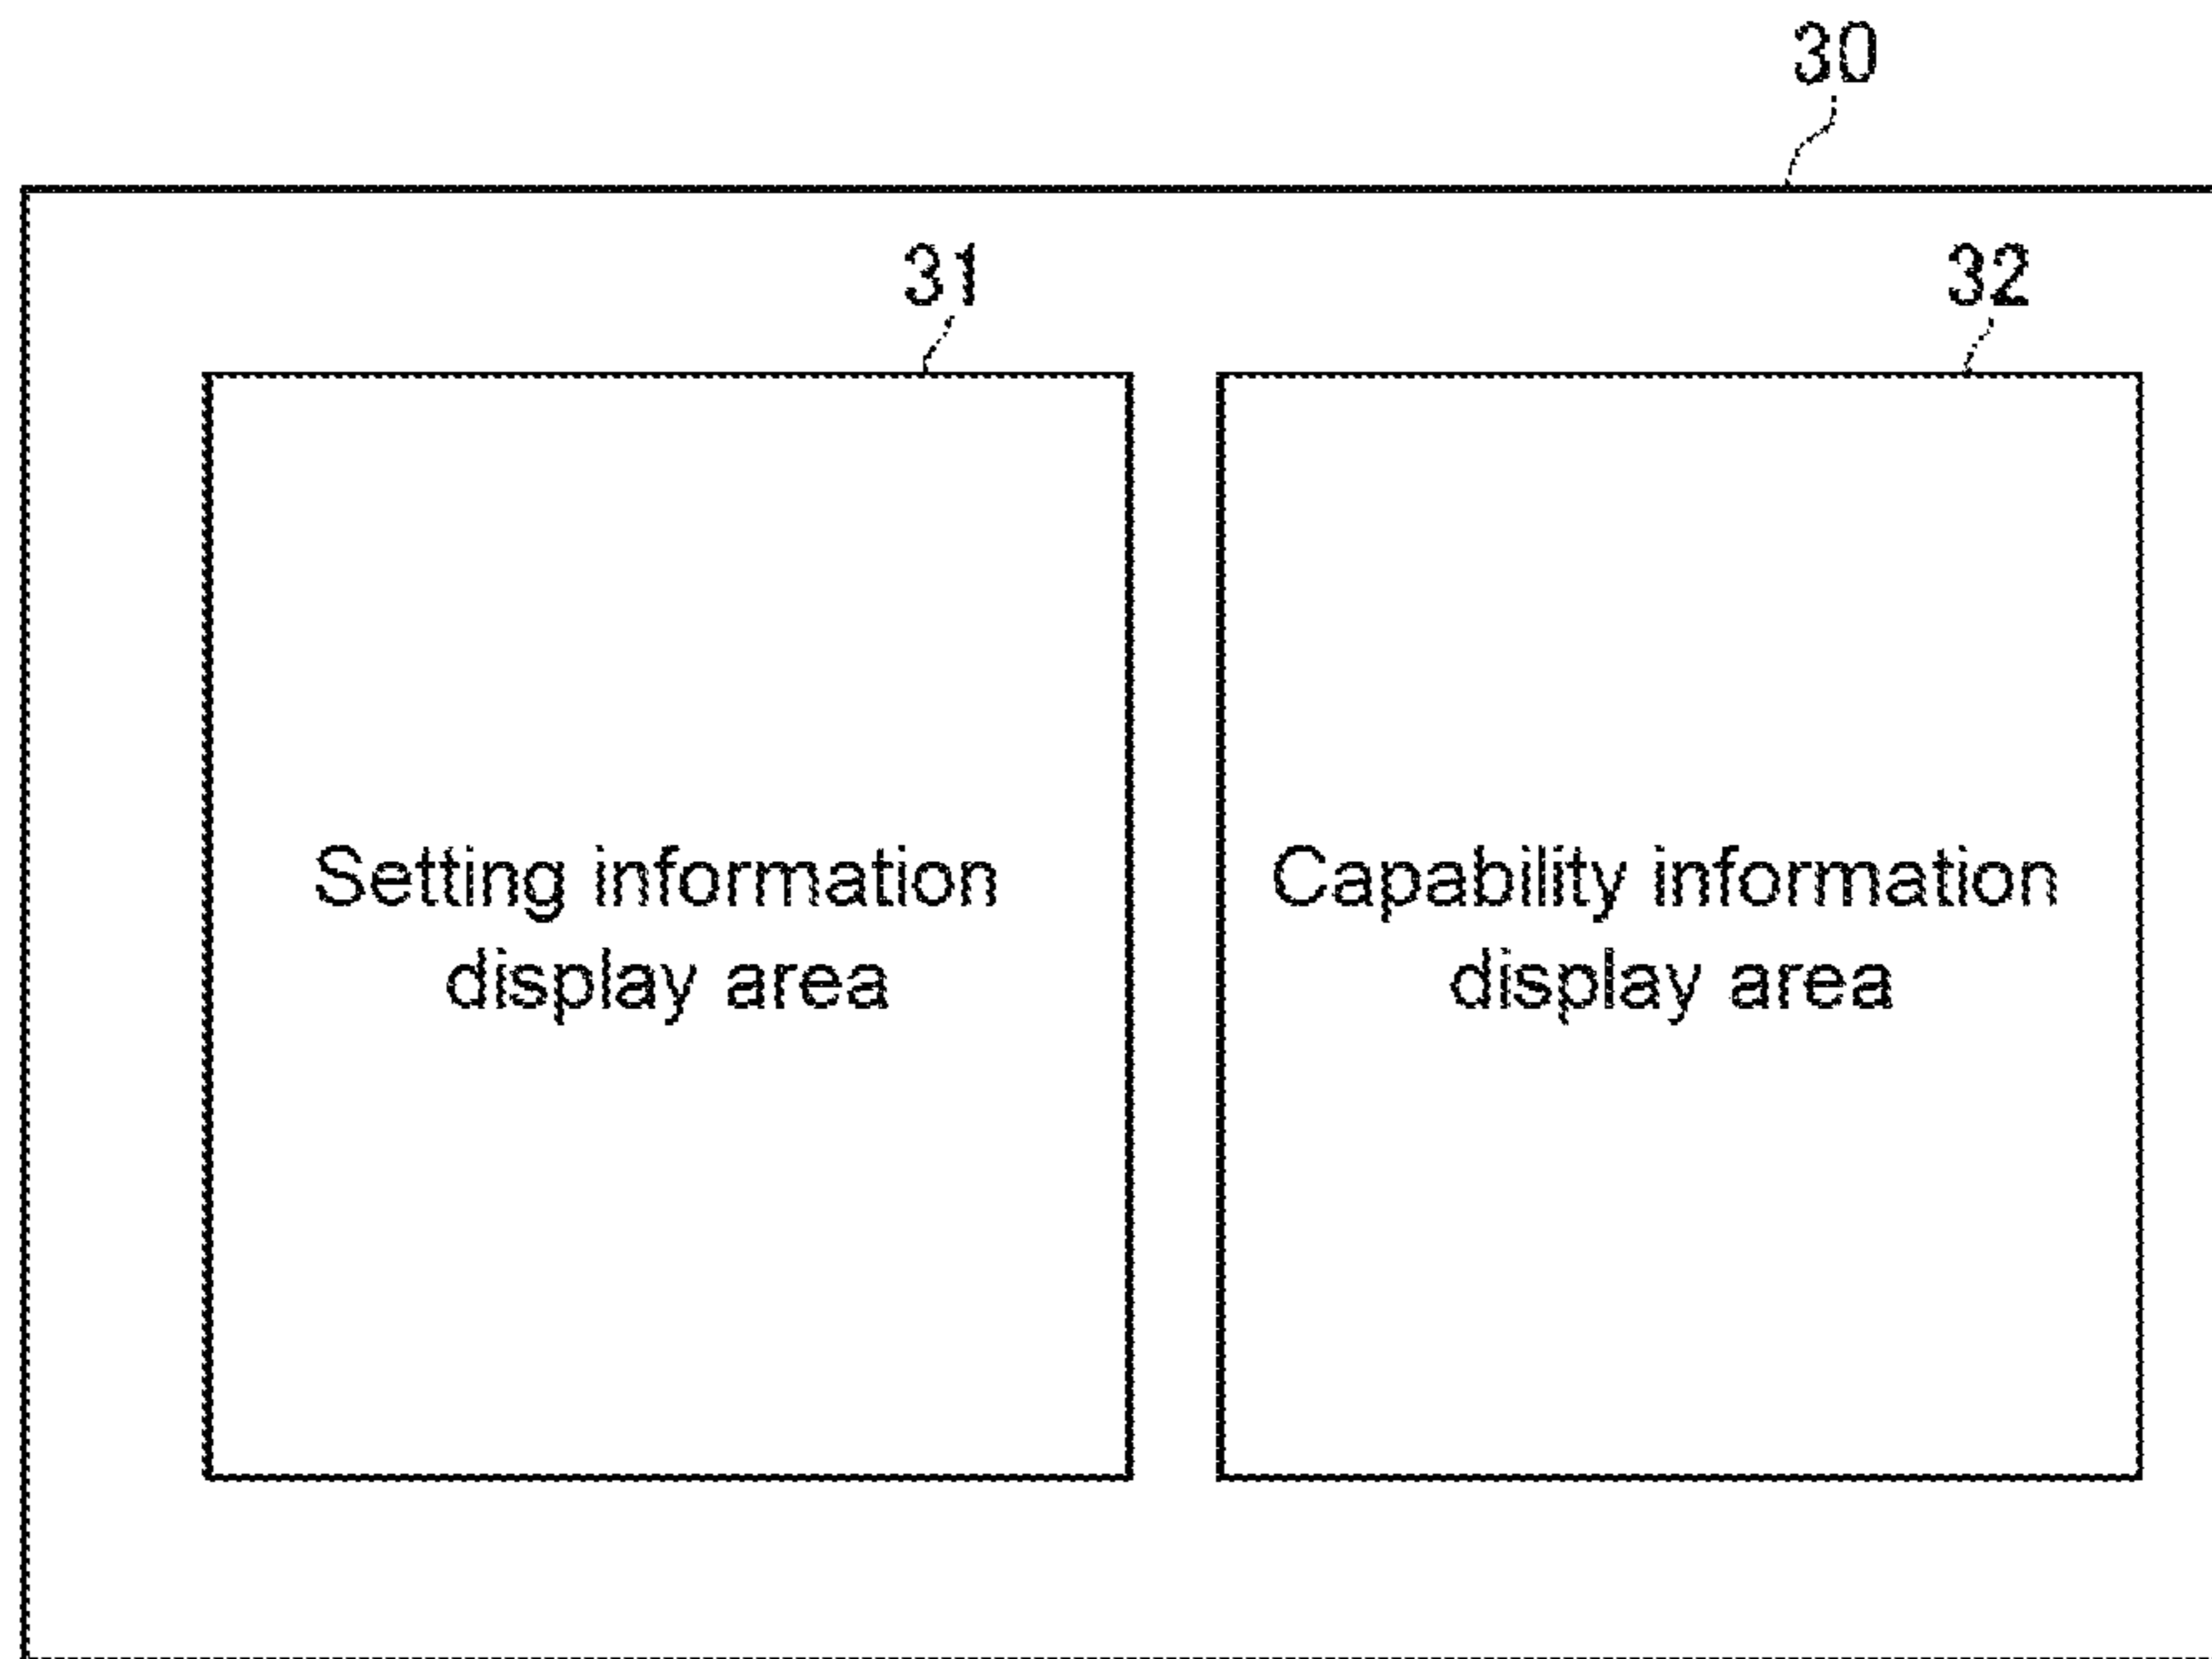 30
31
32
Setting information
display area
Capability information
display area